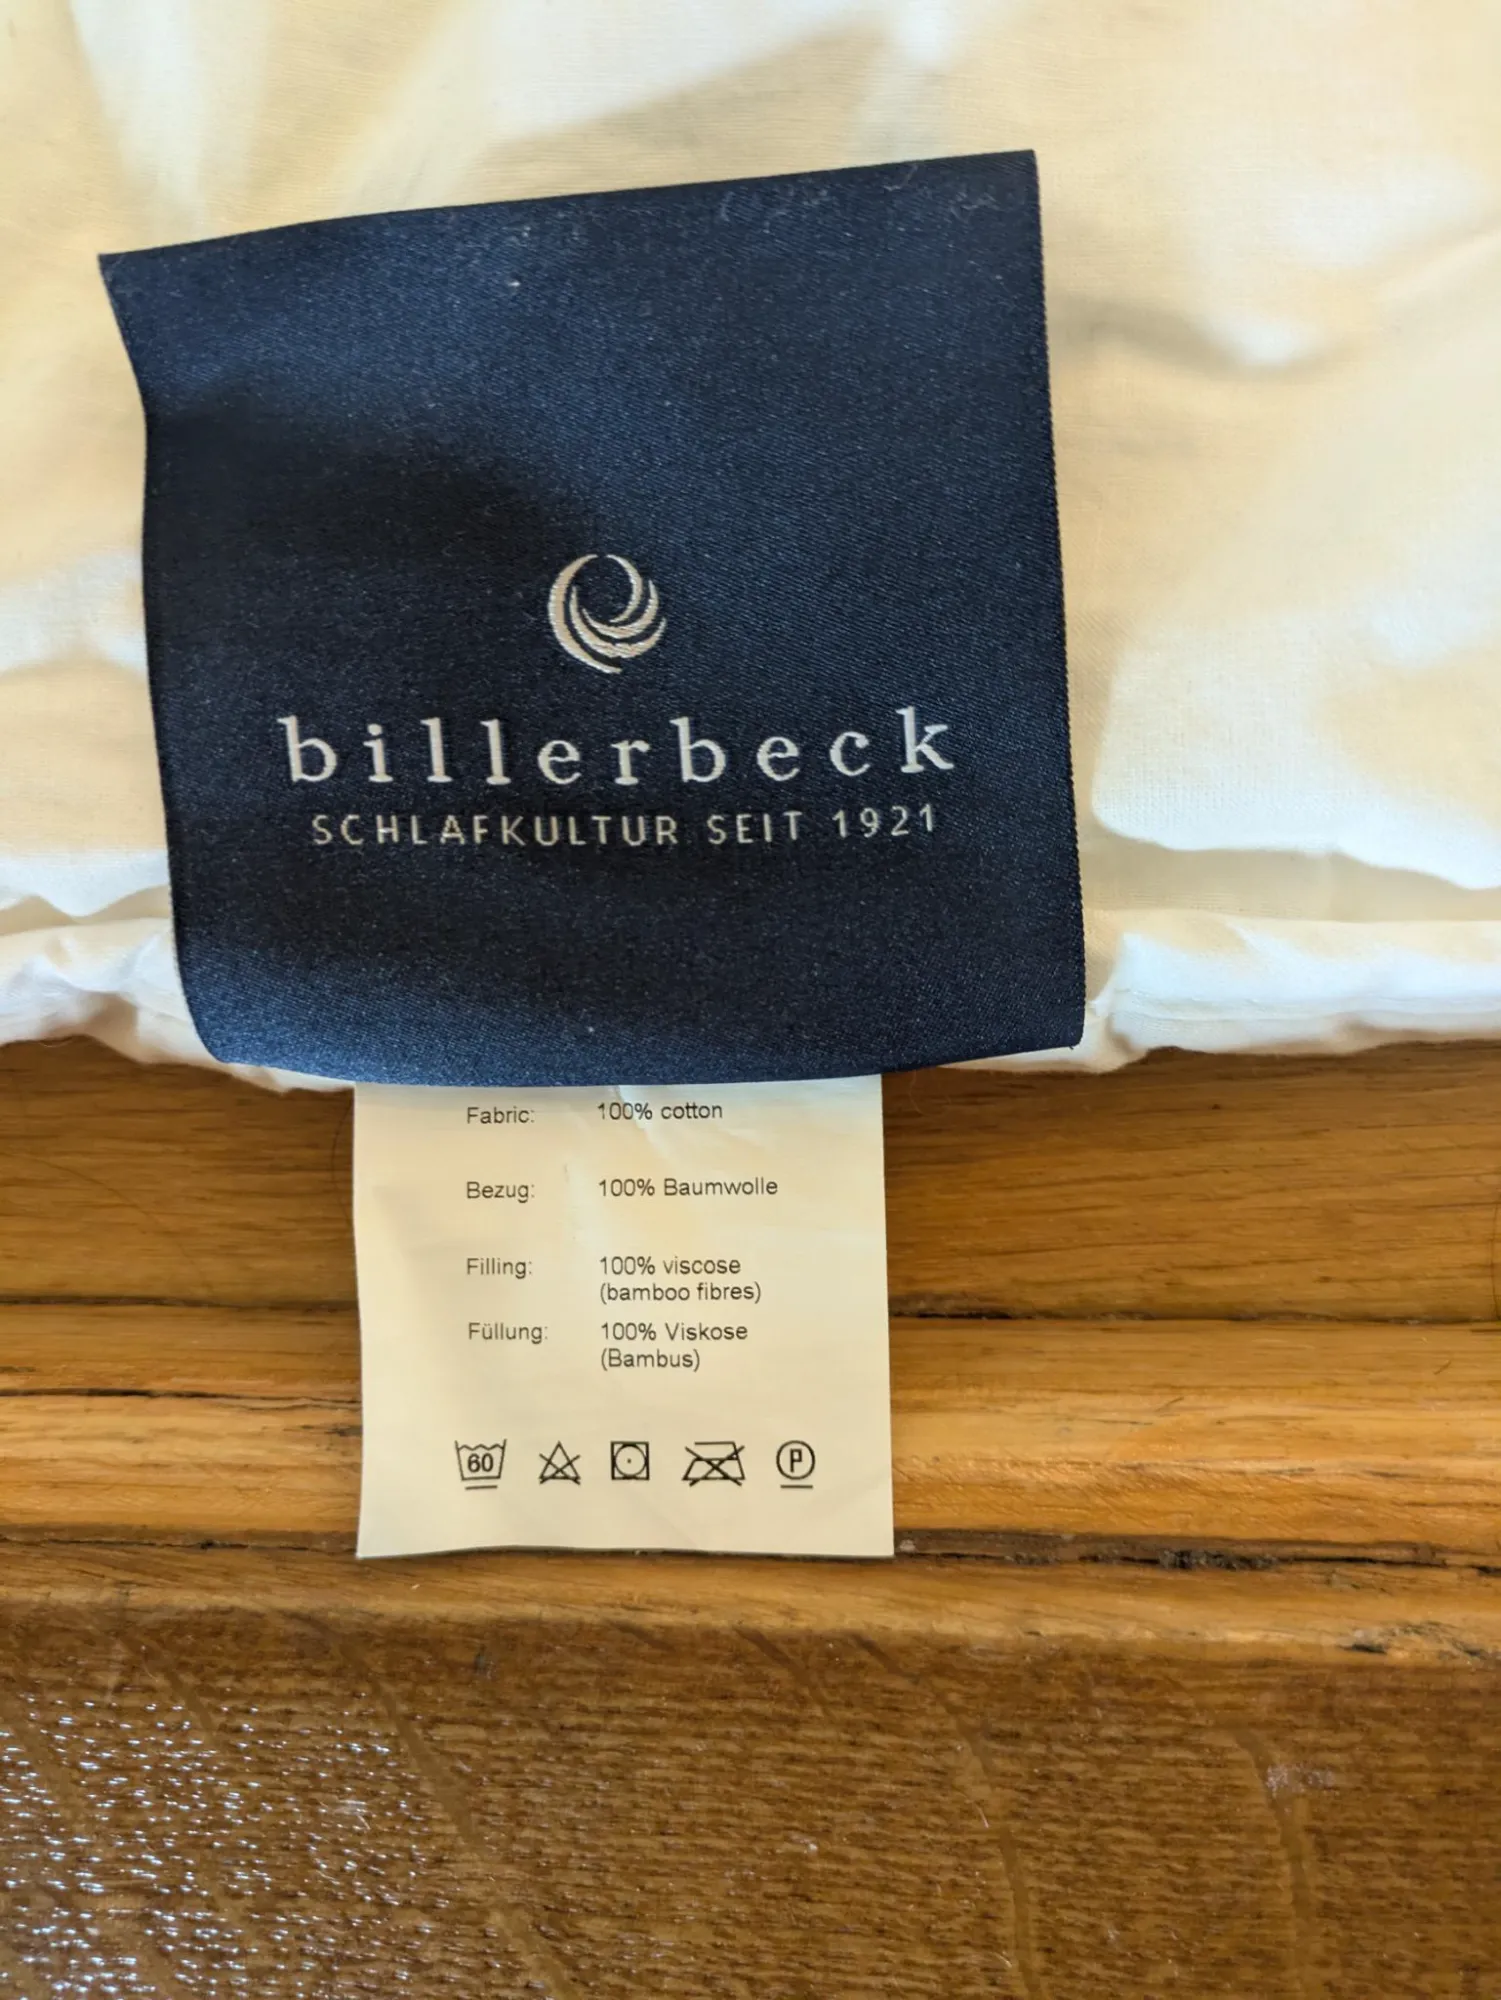 billerbeck
SCHLAFKULTUR SEIT 1921
Fabric: 100% cotton
Bezug: 100% Baumwolle
Filling: 100% viscose
(bamboo fibres)
Füllung: 100% Viskose
(Bambus)
60 P